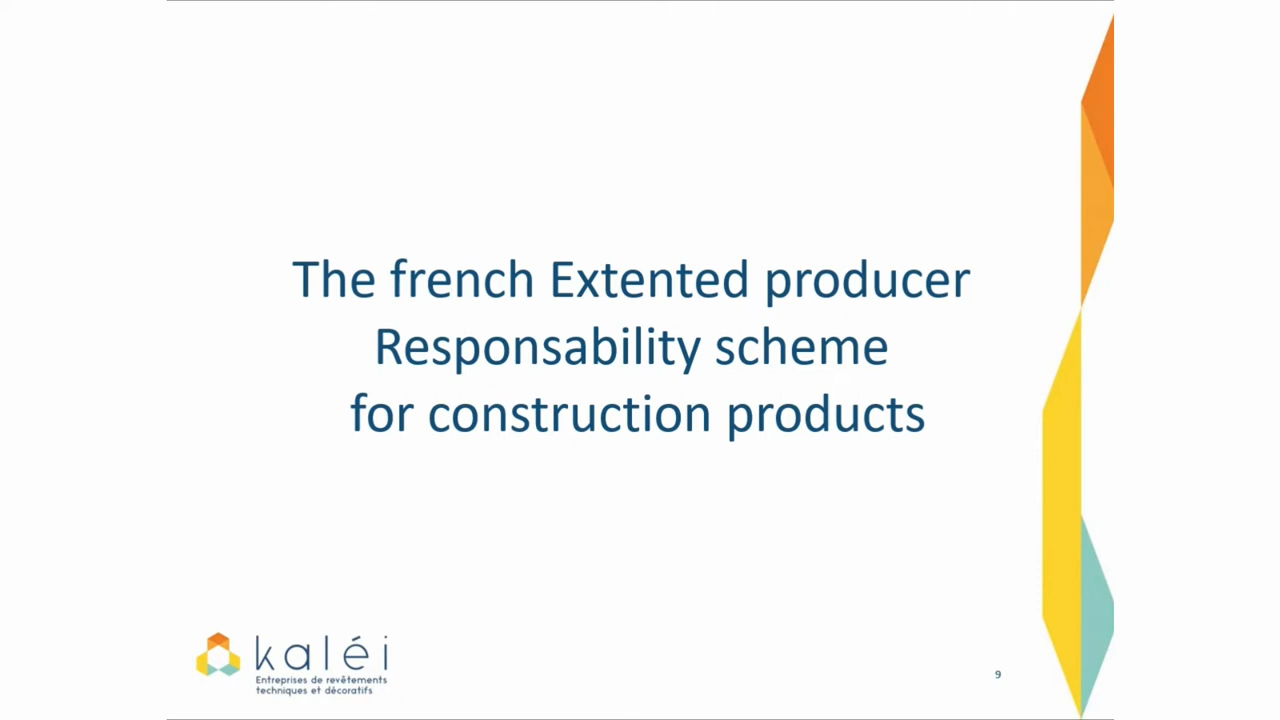 The french Extented producer
Responsability scheme
for construction products
kaléi
Entreprises de revêtements
techniques et décoratifs
9